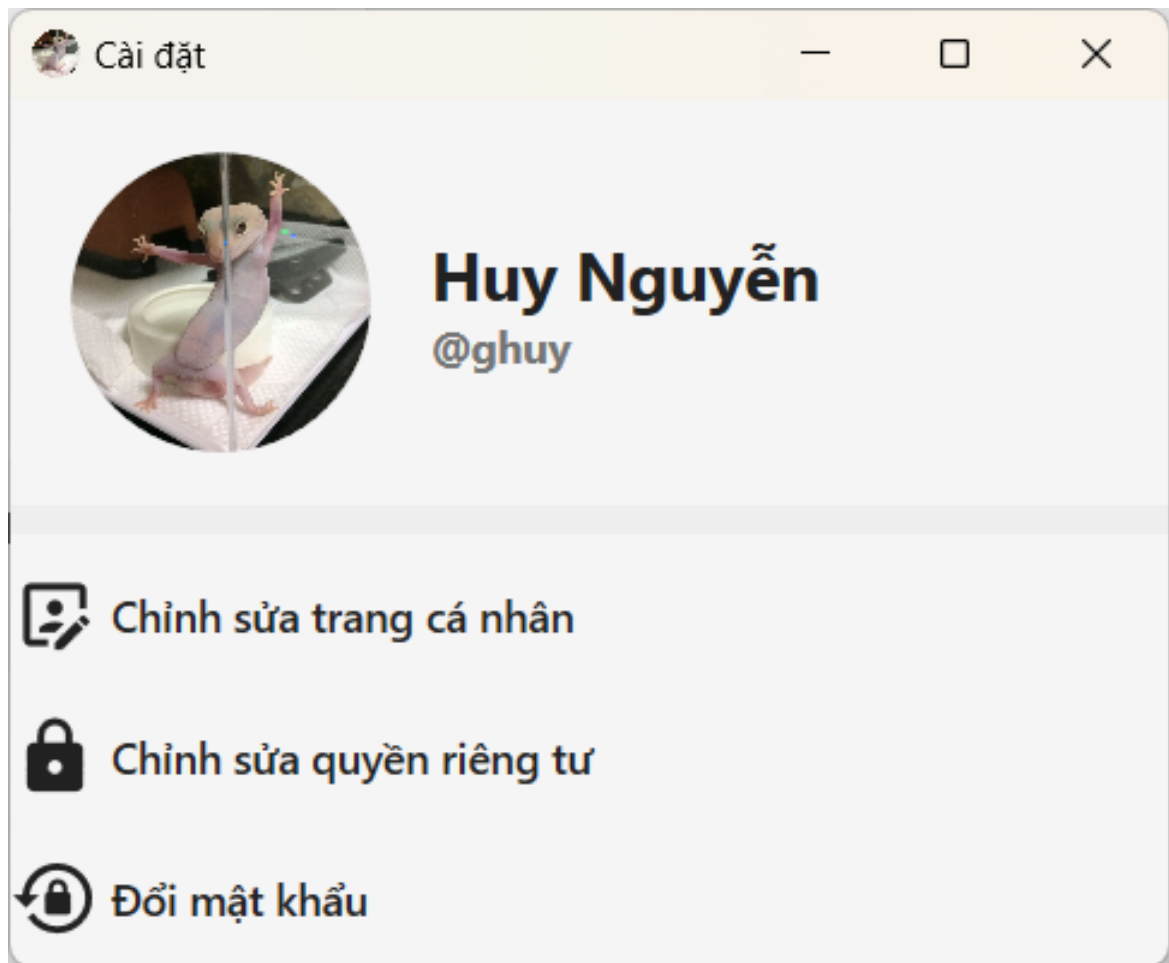 Cài đặt
Huy Nguyễn
@ghuy
Chỉnh sửa trang cá nhân
Chỉnh sửa quyền riêng tư
Đổi mật khẩu